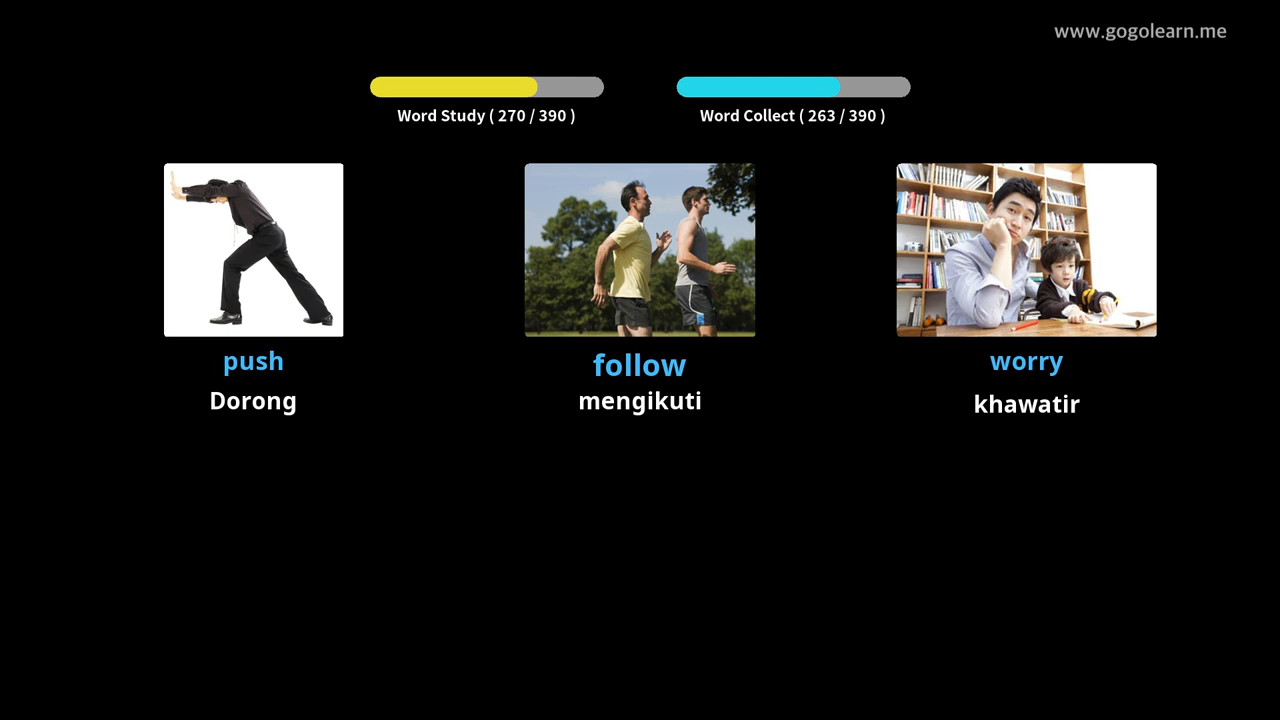 www.gogolearn.me
Word Study ( 270 / 390 )
Word Collect ( 263 / 390 )
push
Dorong
follow
mengikuti
worry
khawatir